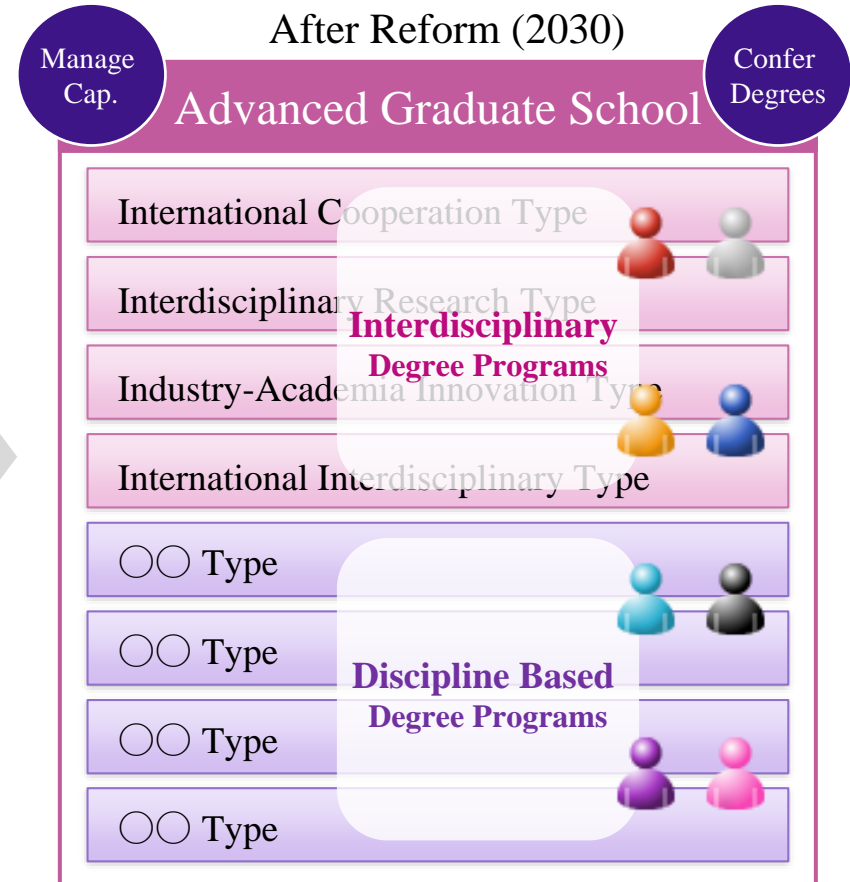 After Reform (2030)
Manage
Cap.
Confer
Degrees
Advanced Graduate School
International Cooperation Type
Interdisciplinary Research Type
Interdisciplinary
Degree Programs
Industry-Academia Innovation Type
International Interdisciplinary Type
○○ Type
○○ Type
Discipline Based
Degree Programs
○○ Type
○○ Type